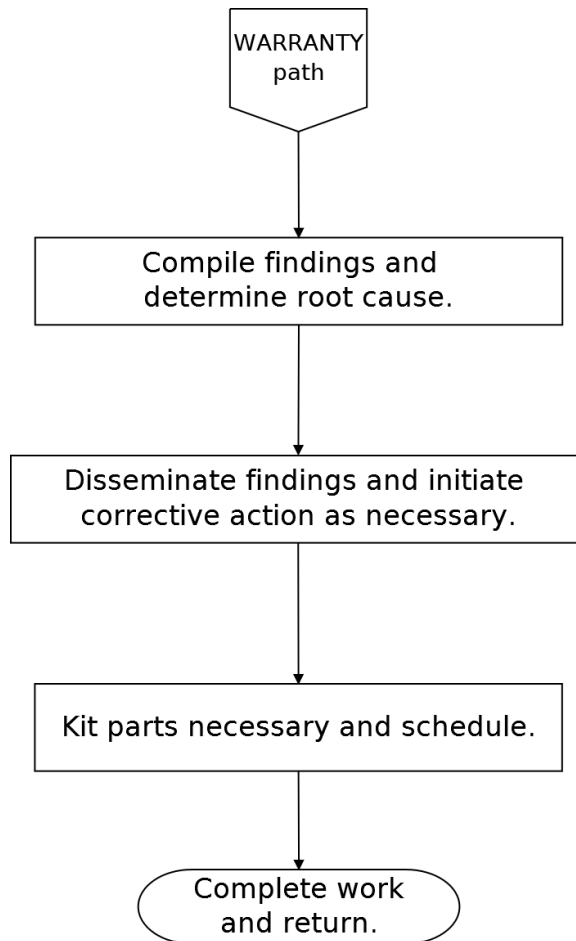 WARRANTY
path
Compile findings and
determine root cause.
Disseminate findings and initiate
corrective action as necessary.
Kit parts necessary and schedule.
Complete work
and return.